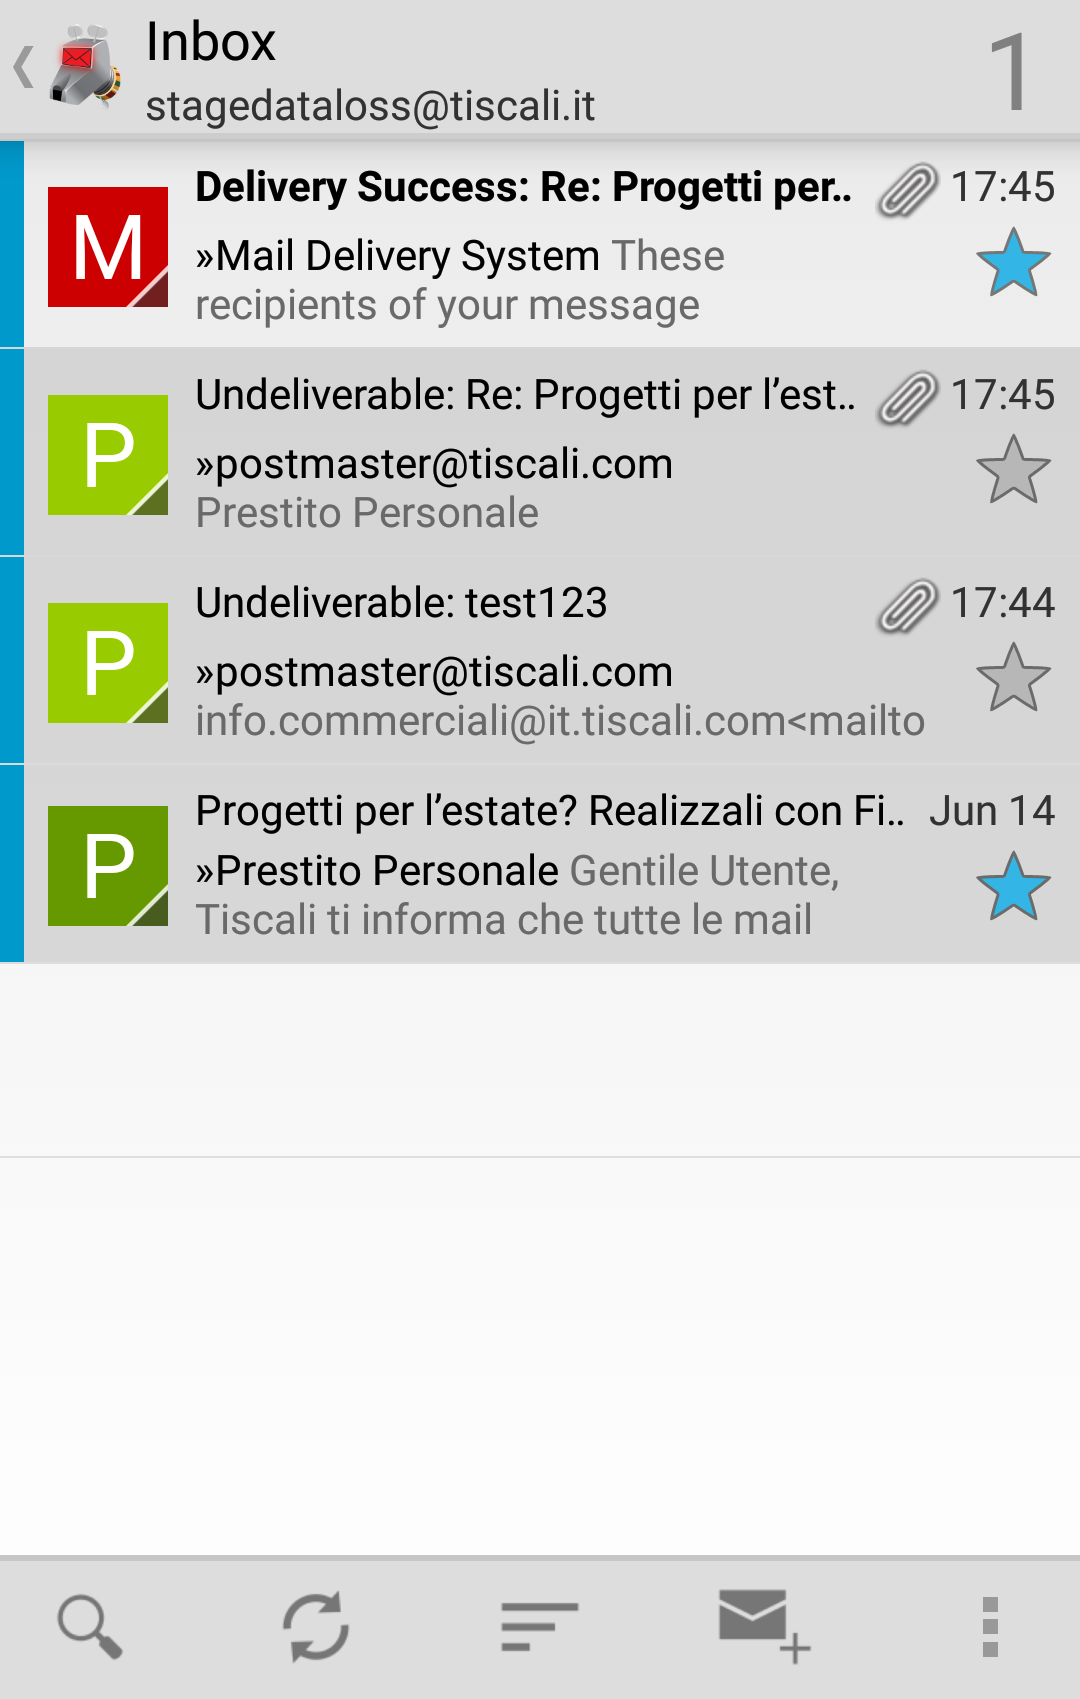 Inbox
stagedataloss@tiscali.it
1
Delivery Success: Re: Progetti per..
17:45
M
»Mail Delivery System These
recipients of your message
Undeliverable: Re: Progetti per l’est..
17:45
P
»postmaster@tiscali.com
Prestito Personale
Undeliverable: test123
17:44
P
»postmaster@tiscali.com
info.commerciali@it.tiscali.com<mailto
Progetti per l’estate? Realizzali con Fi..
Jun 14
P
»Prestito Personale Gentile Utente,
Tiscali ti informa che tutte le mail